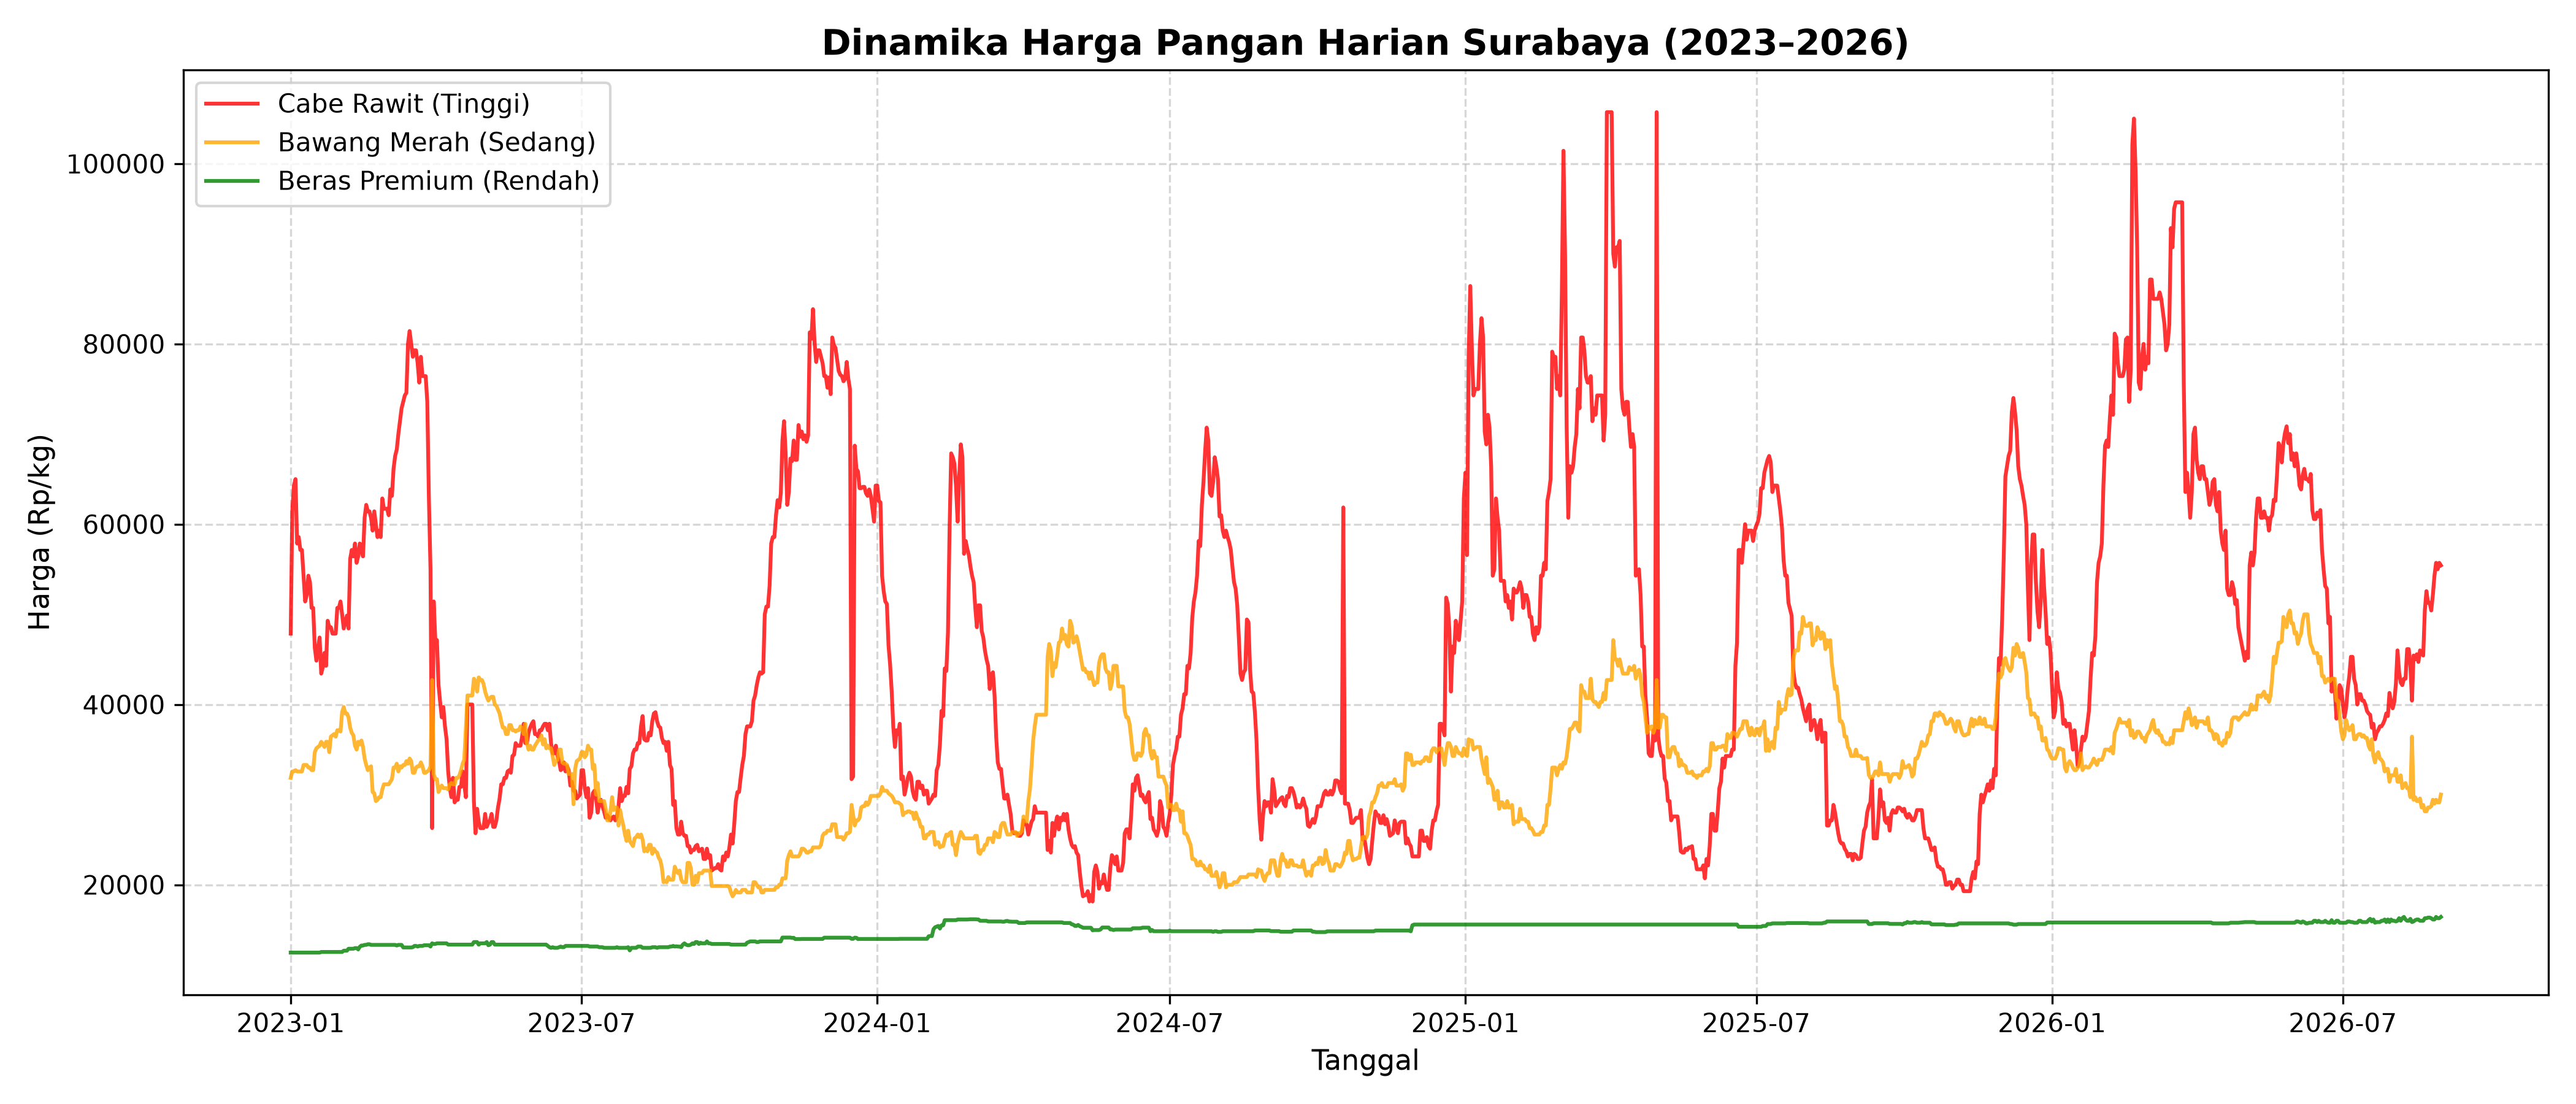 Dinamika Harga Pangan Harian Surabaya (2023–2026)
Cabe Rawit (Tinggi)
Bawang Merah (Sedang)
Beras Premium (Rendah)
Harga (Rp/kg)
100000
80000
60000
40000
20000
2023-01 2023-07 2024-01 2024-07 2025-01 2025-07 2026-01 2026-07
Tanggal